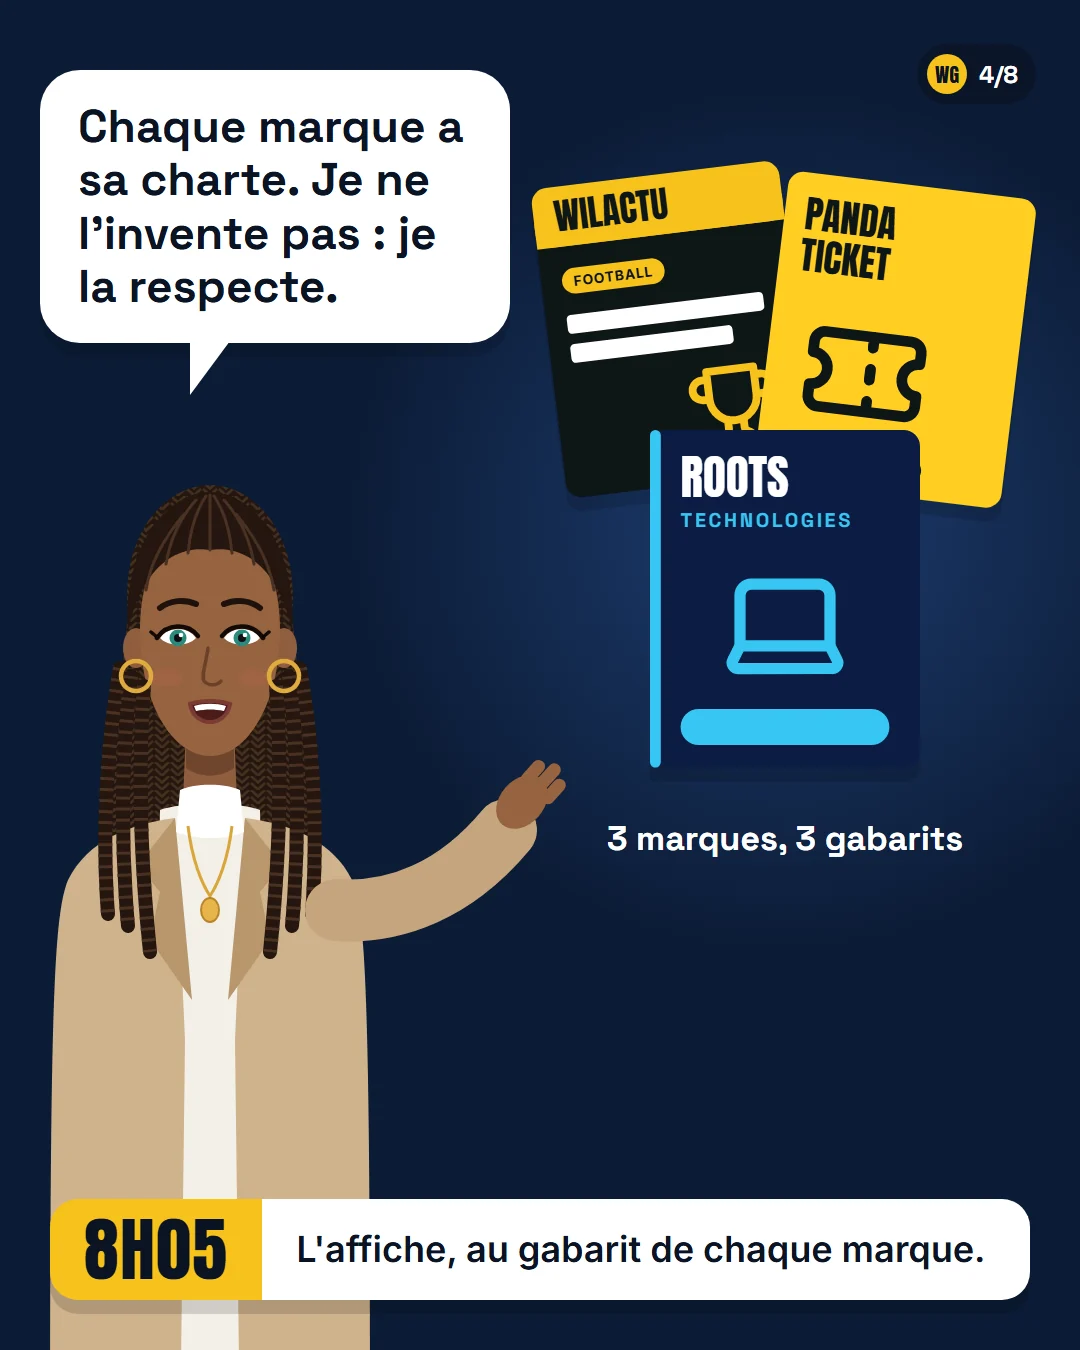 WG 4/8
Chaque marque a
sa charte. Je ne
l’invente pas : je
la respecte.
WILACTU
FOOTBALL
PANDA
TICKET
ROOTS
TECHNOLOGIES
3 marques, 3 gabarits
8H05
L'affiche, au gabarit de chaque marque.